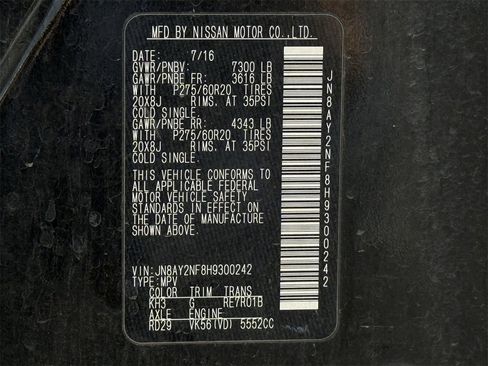 MFD BY NISSAN MOTOR CO.,LTD.
DATE: 7/16
GVWR/PNBV: 7300 LB
GAWR/PNBE FR: 3616 LB
WITH P275/60R20 TIRES
20X8J RIMS. AT 35PSI
COLD SINGLE.
GAWR/PNBE RR: 4343 LB
WITH P275/60R20 TIRES
20X8J RIMS. AT 35PSI
COLD SINGLE.
THIS VEHICLE CONFORMS TO
ALL APPLICABLE FEDERAL
MOTOR VEHICLE SAFETY
STANDARDS IN EFFECT ON
THE DATE OF MANUFACTURE
SHOWN ABOVE.
VIN:JN8AY2NF8H9300242
TYPE:MPV
COLOR TRIM TRANS
KH3 G RE7R01B
AXLE ENGINE
RD29 VK56(VD) 5552CC
JN8AY2NF8H9300242